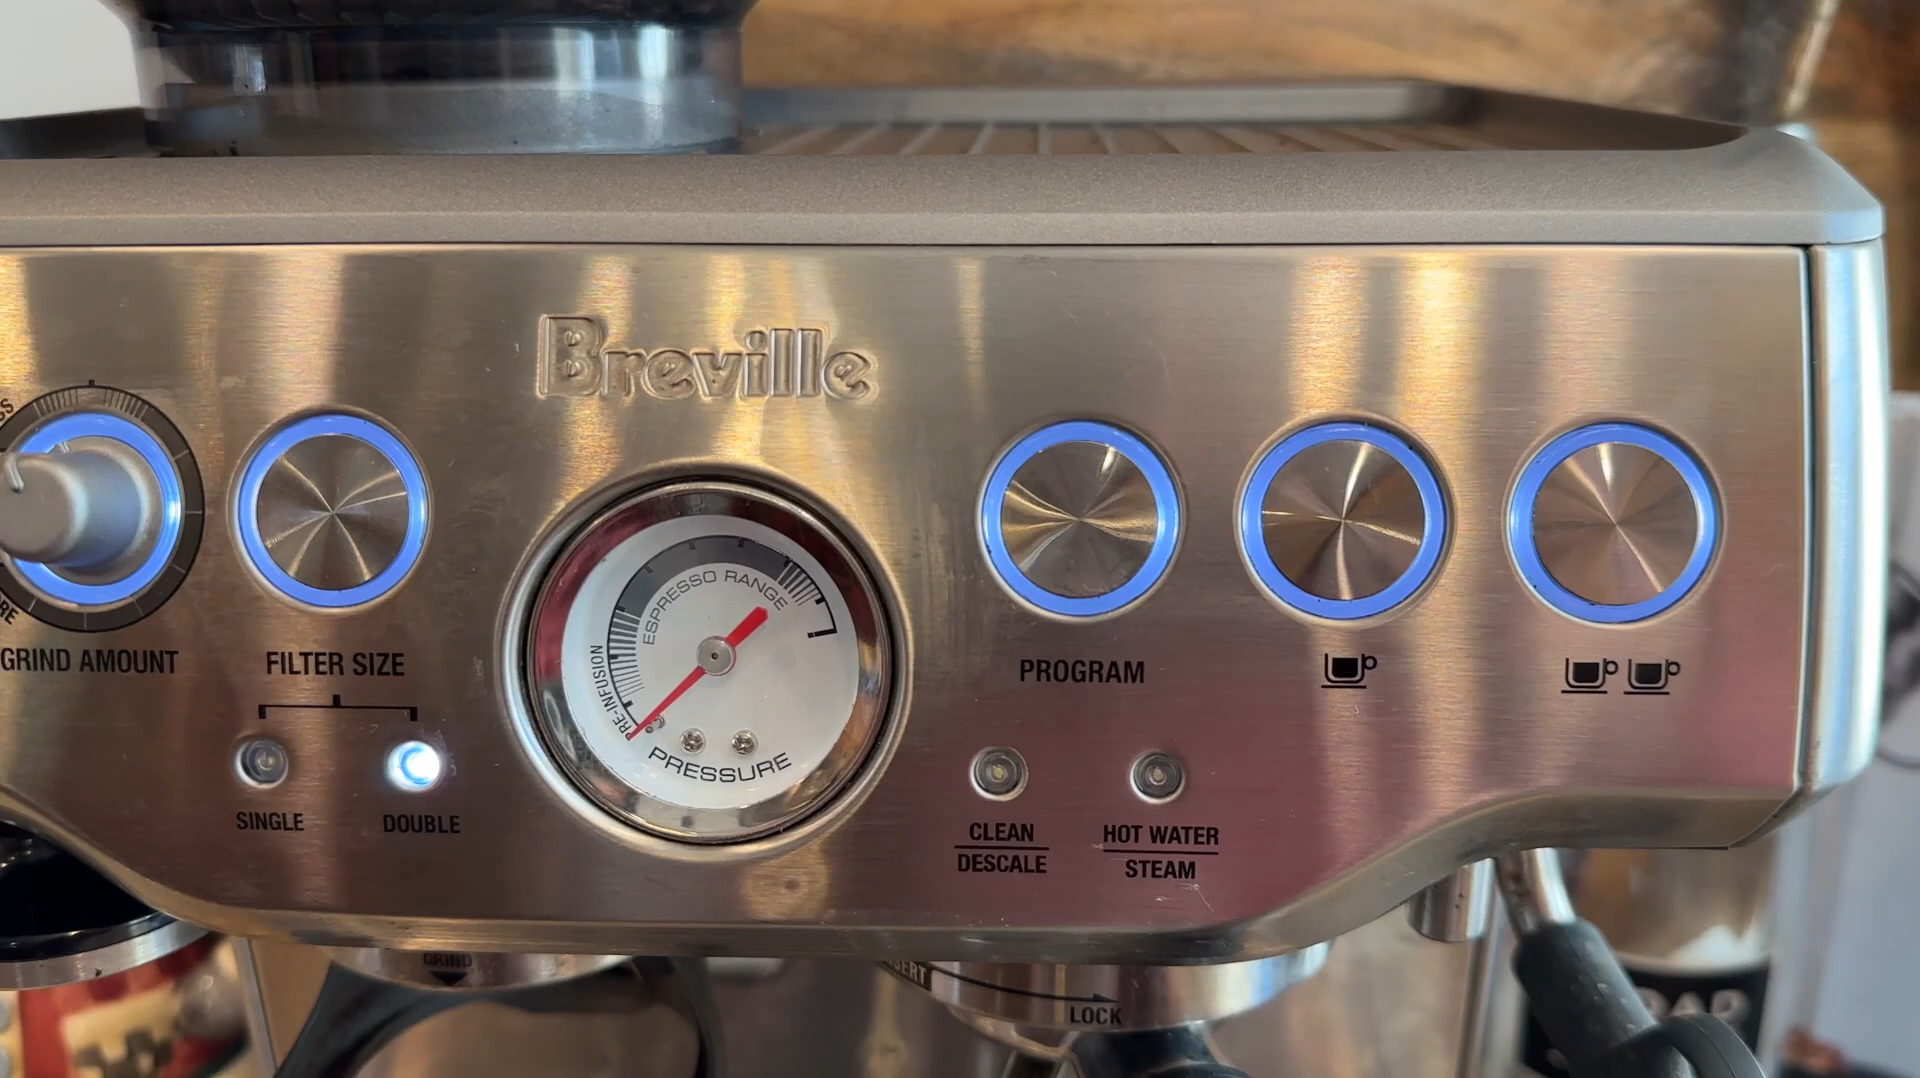 Breville
GRIND AMOUNT
FILTER SIZE
SINGLE
DOUBLE
ESPRESSO RANGE
PRE-INFUSION
PRESSURE
PROGRAM
CLEAN
DESCALE
HOT WATER
STEAM
GRIND
LOCK